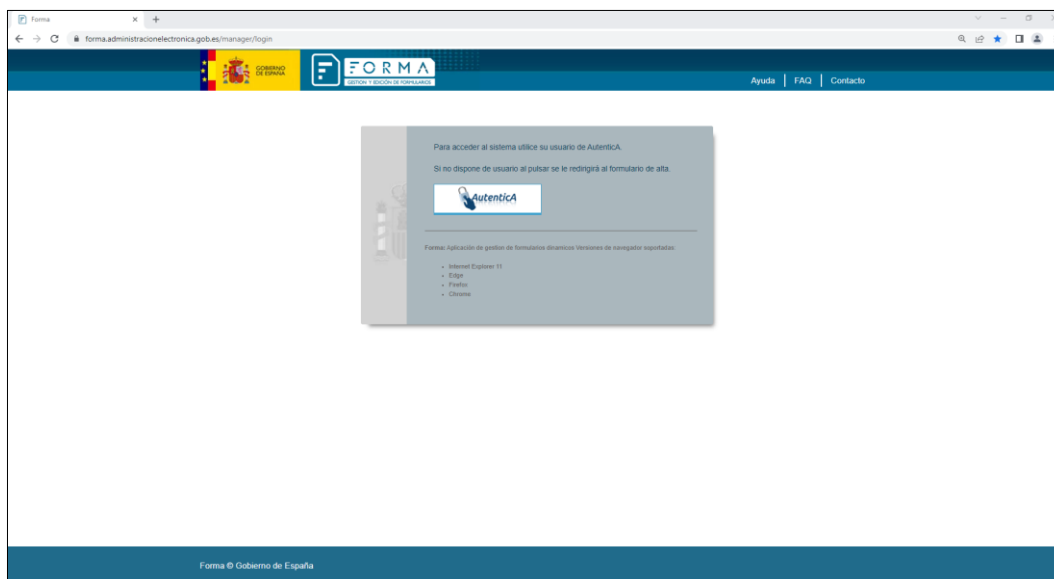 Forma
forma.administracionelectronica.gob.es/manager/login
GOBIERNO
DE ESPAÑA
FORMA
GESTIÓN Y EDICIÓN DE FORMULARIOS
Ayuda
FAQ
Contacto
Para acceder al sistema utilice su usuario de AutenticA.
Si no dispone de usuario al pulsar se le redirigirá al formulario de alta.
AutenticA
Forma: Aplicación de gestion de formularios dinamicos Versiones de navegador soportadas:
Internet Explorer 11
Edge
Firefox
Chrome
Forma © Gobierno de España